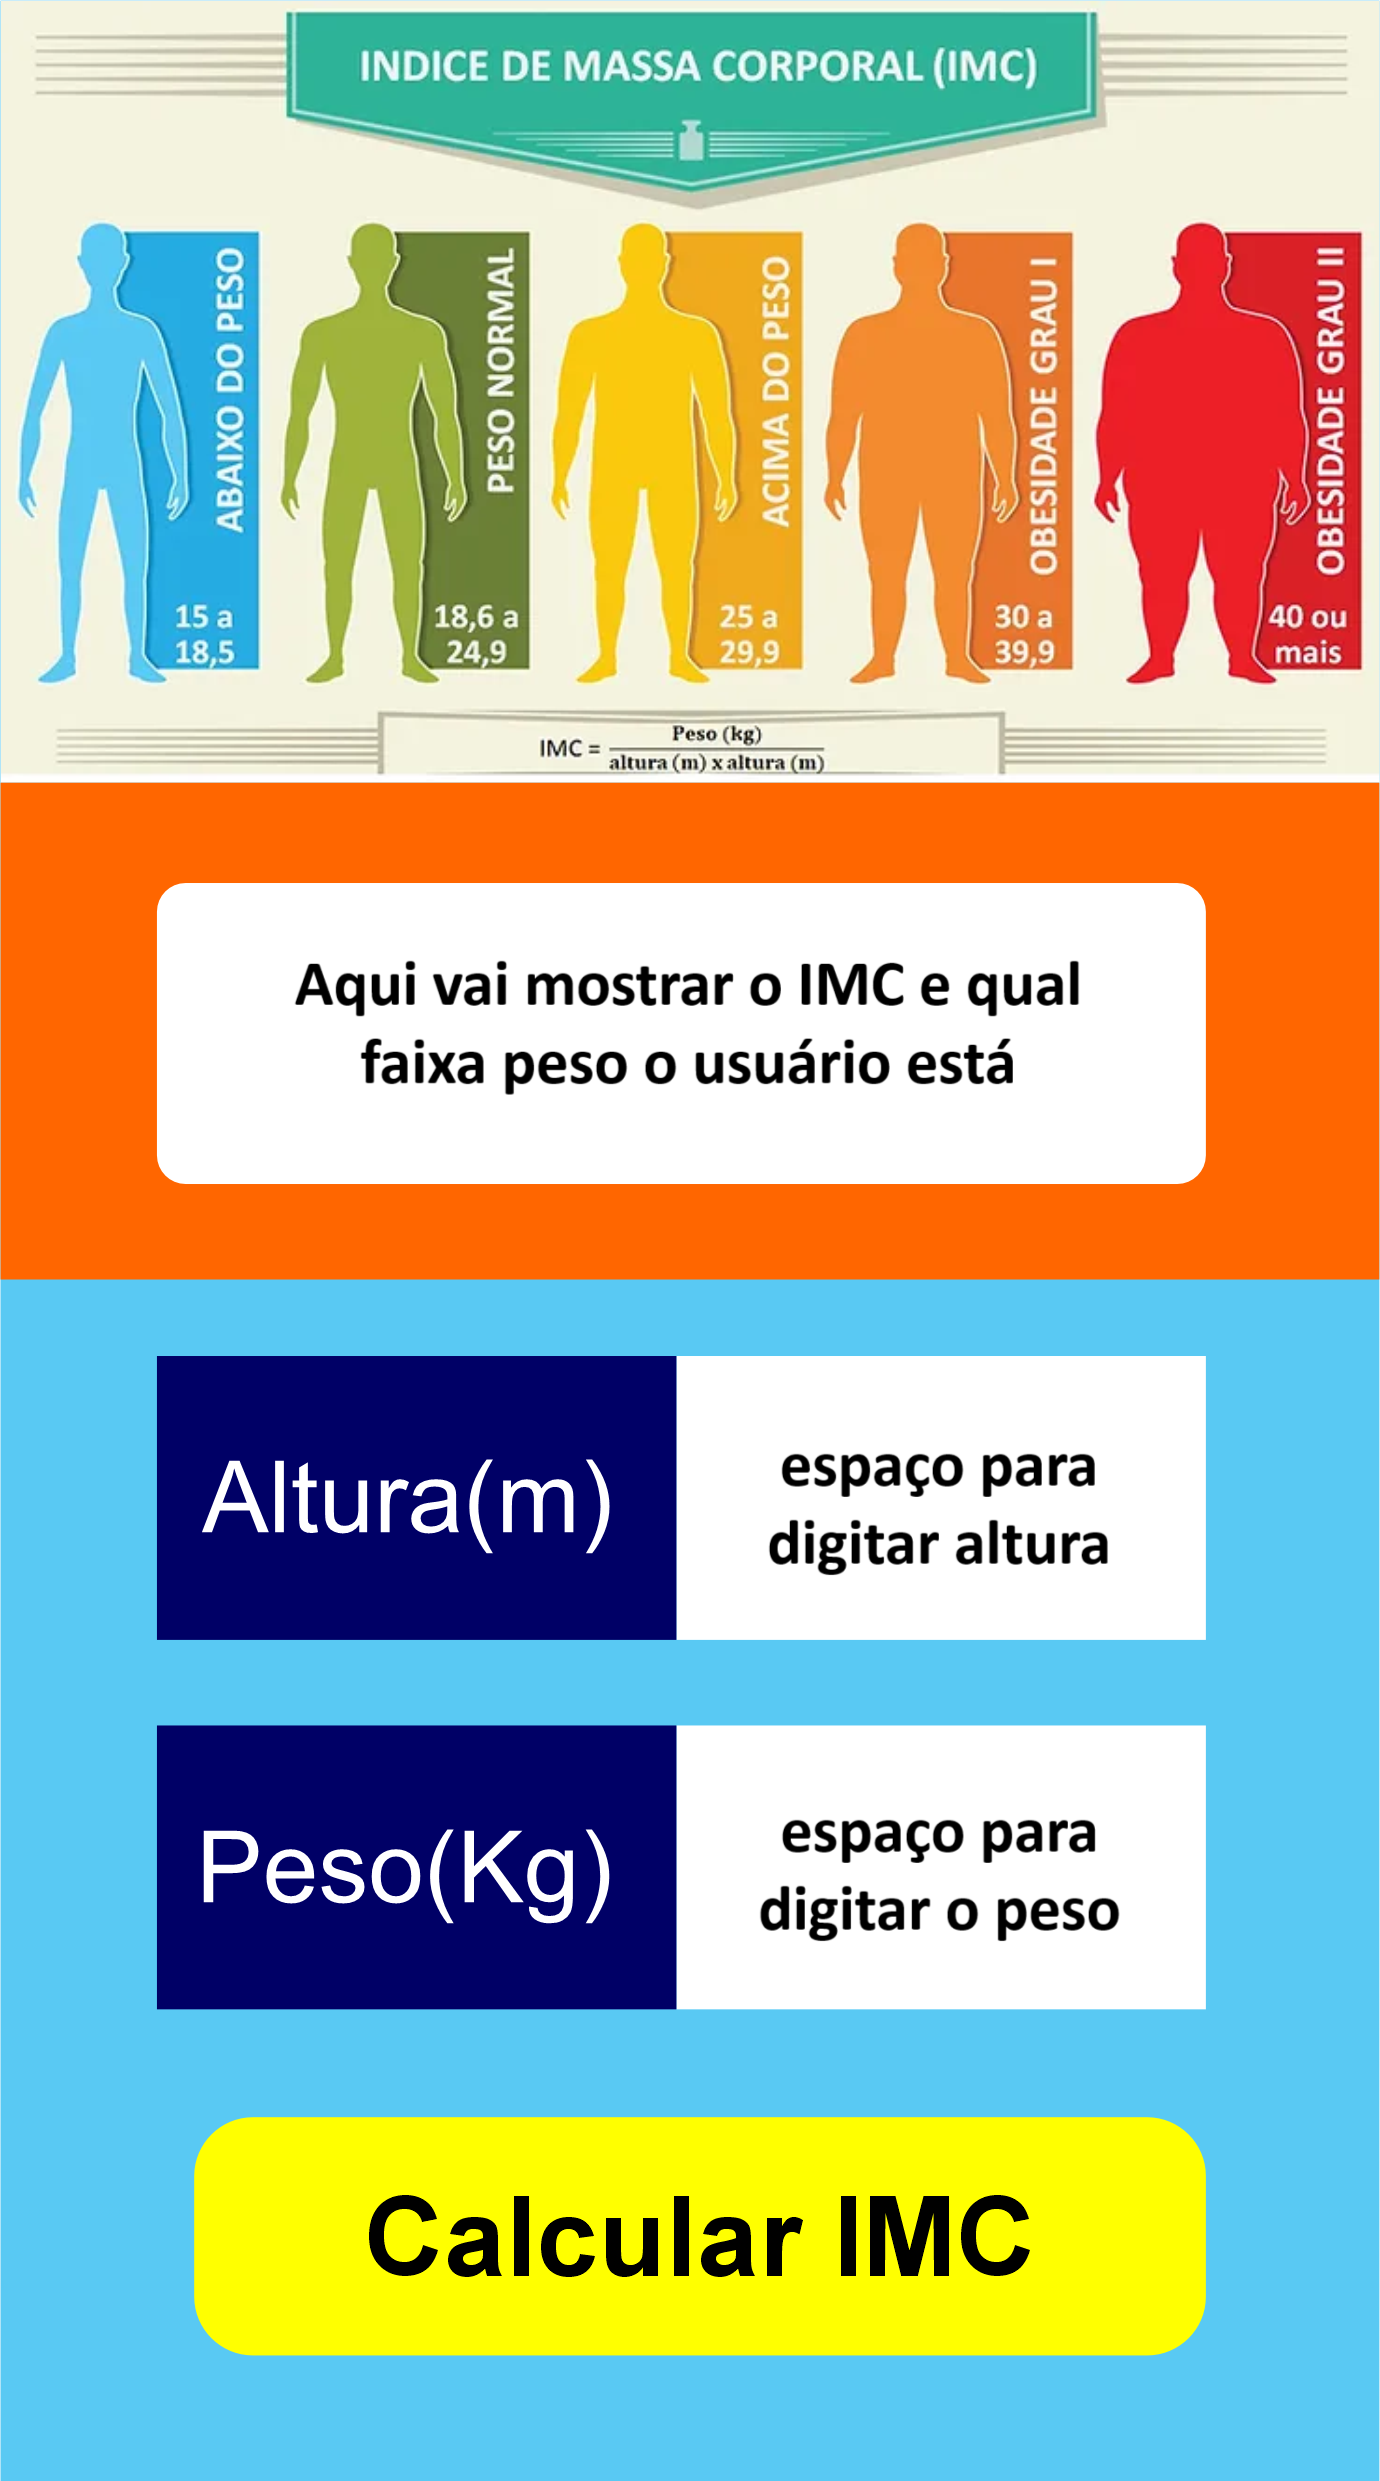 INDICE DE MASSA CORPORAL (IMC)
ABAIXO DO PESO
15 a
18,5
PESO NORMAL
18,6 a
24,9
ACIMA DO PESO
25 a
29,9
OBESIDADE GRAU I
30 a
39,9
OBESIDADE GRAU II
40 ou
mais
IMC = Peso (kg)
altura (m) x altura (m)
Aqui vai mostrar o IMC e qual
faixa peso o usuário está
Altura(m)
espaço para
digitar altura
Peso(Kg)
espaço para
digitar o peso
Calcular IMC